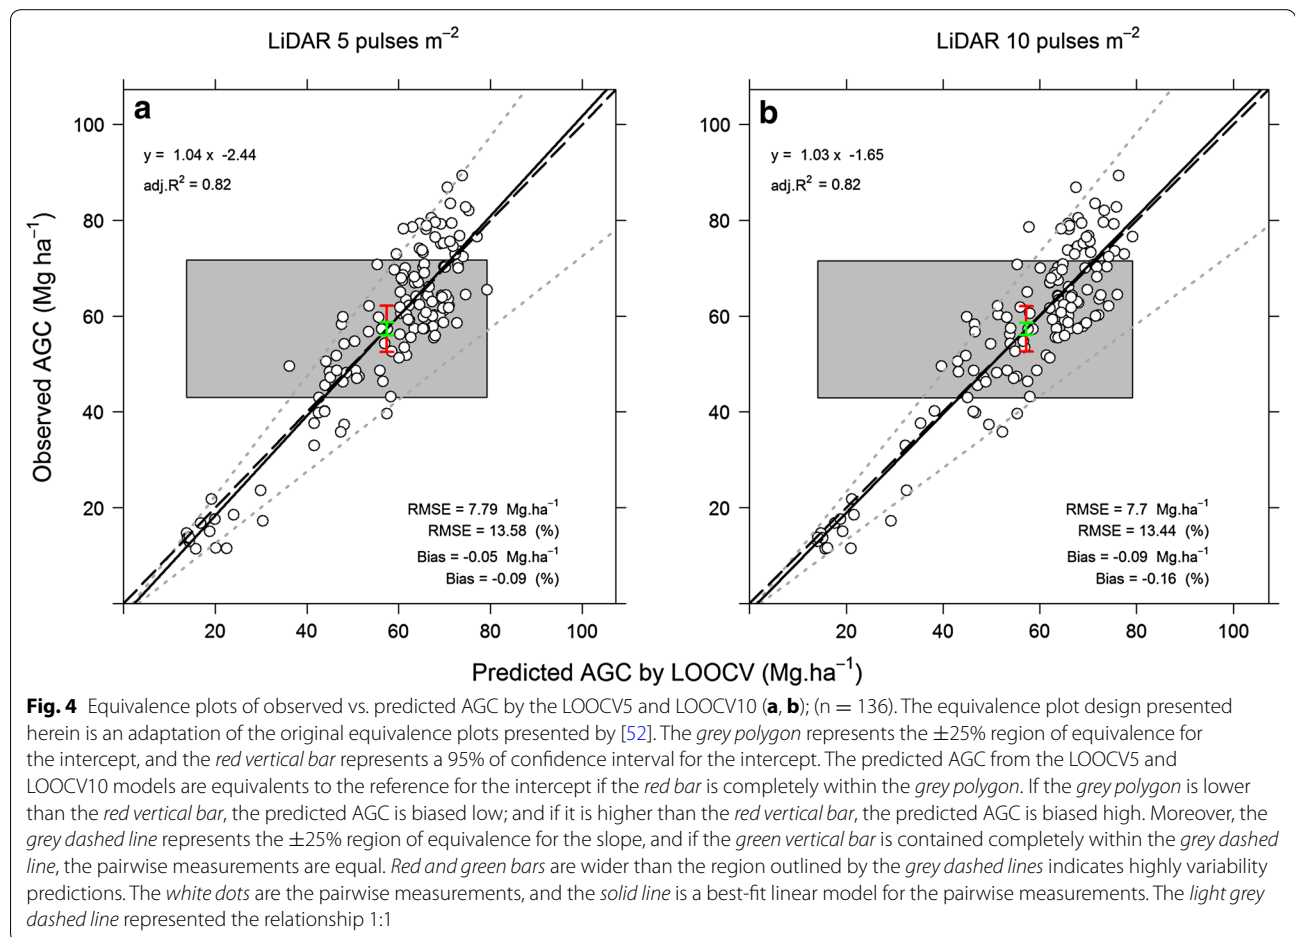 LiDAR 5 pulses m⁻²
LiDAR 10 pulses m⁻²
Observed AGC (Mg ha⁻¹)
a
y = 1.04 x -2.44
adj.R² = 0.82
100
80
60
40
20
RMSE = 7.79 Mg.ha⁻¹
RMSE = 13.58 (%)
Bias = -0.05 Mg.ha⁻¹
Bias = -0.09 (%)
20 40 60 80 100
b
y = 1.03 x -1.65
adj.R² = 0.82
100
80
60
40
20
RMSE = 7.7 Mg.ha⁻¹
RMSE = 13.44 (%)
Bias = -0.09 Mg.ha⁻¹
Bias = -0.16 (%)
20 40 60 80 100
Predicted AGC by LOOCV (Mg.ha⁻¹)
Fig. 4 Equivalence plots of observed vs. predicted AGC by the LOOCV5 and LOOCV10 (a, b); (n = 136). The equivalence plot design presented
herein is an adaptation of the original equivalence plots presented by [52]. The grey polygon represents the ±25% region of equivalence for
the intercept, and the red vertical bar represents a 95% of confidence interval for the intercept. The predicted AGC from the LOOCV5 and
LOOCV10 models are equivalents to the reference for the intercept if the red bar is completely within the grey polygon. If the grey polygon is lower
than the red vertical bar, the predicted AGC is biased low; and if it is higher than the red vertical bar, the predicted AGC is biased high. Moreover, the
grey dashed line represents the ±25% region of equivalence for the slope, and if the green vertical bar is contained completely within the grey dashed
line, the pairwise measurements are equal. Red and green bars are wider than the region outlined by the grey dashed lines indicates highly variability
predictions. The white dots are the pairwise measurements, and the solid line is a best-fit linear model for the pairwise measurements. The light grey
dashed line represented the relationship 1:1